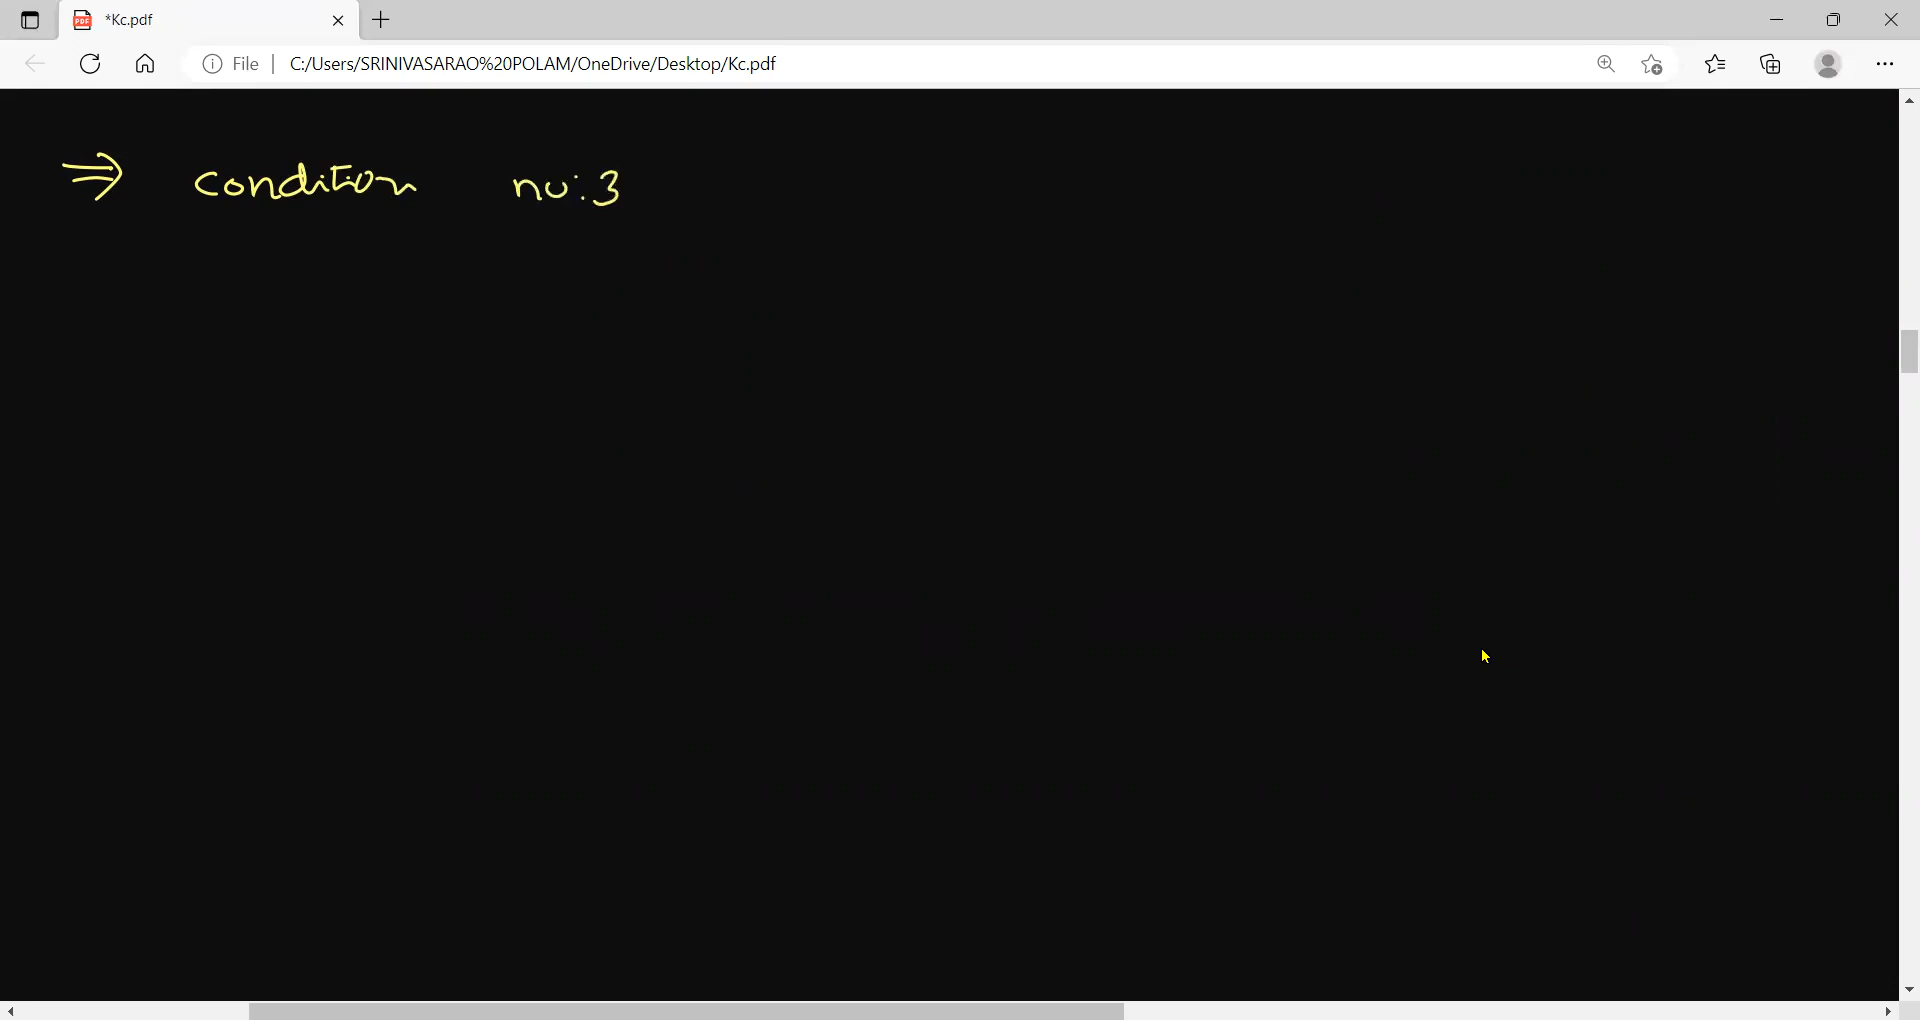 *Kc.pdf
File | C:/Users/SRINIVASARAO%20POLAM/OneDrive/Desktop/Kc.pdf
⇒ condition no:3